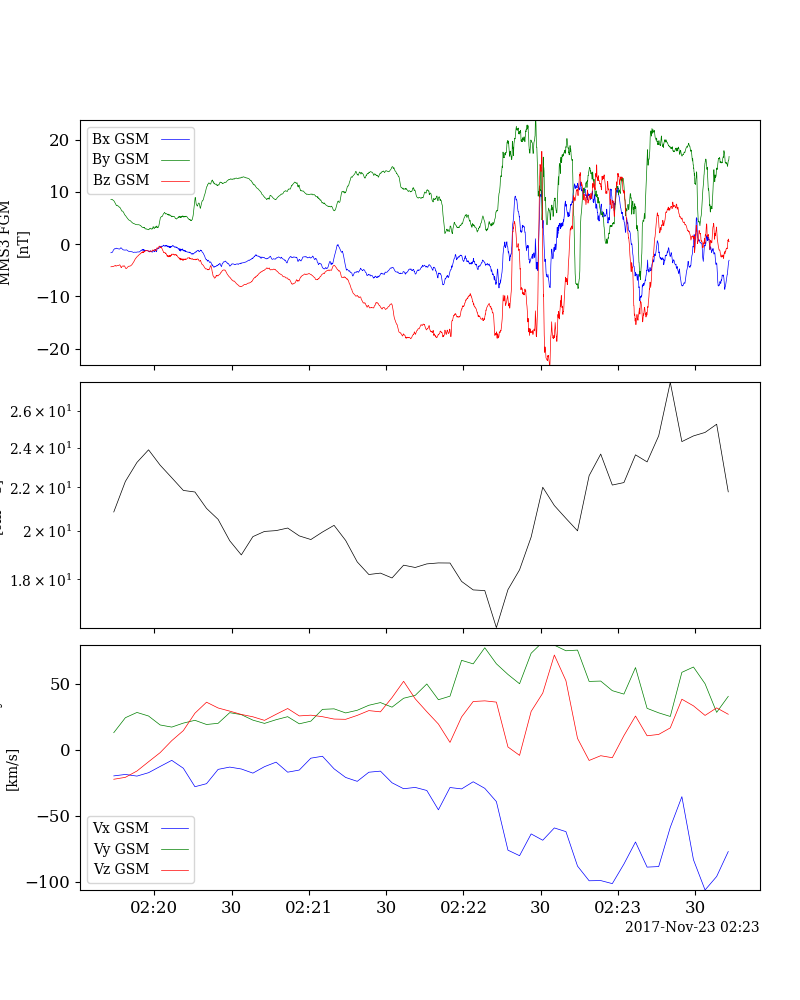 MMS3 FGM
[nT]
20
10
0
−10
−20
Bx GSM
By GSM
Bz GSM
2.6 × 10¹
2.4 × 10¹
2.2 × 10¹
2 × 10¹
1.8 × 10¹
[km/s]
50
0
−50
−100
Vx GSM
Vy GSM
Vz GSM
02:20 30 02:21 30 02:22 30 02:23 30
2017-Nov-23 02:23